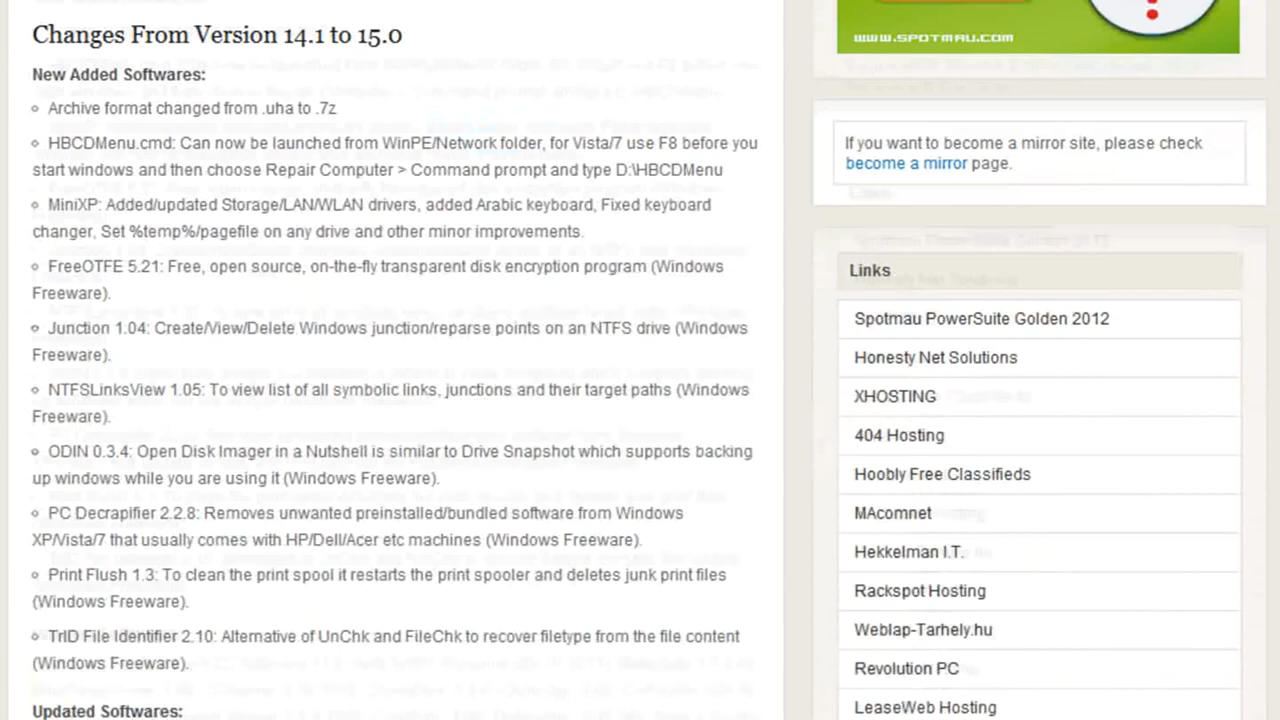 Changes From Version 14.1 to 15.0
New Added Softwares:
Archive format changed from .uha to .7z
HBCDMenu.cmd: Can now be launched from WinPE/Network folder, for Vista/7 use F8 before you
start windows and then choose Repair Computer > Command prompt and type D:\HBCDMenu
MiniXP: Added/updated Storage/LAN/WLAN drivers, added Arabic keyboard, Fixed keyboard
changer, Set %temp%/pagefile on any drive and other minor improvements.
FreeOTFE 5.21: Free, open source, on-the-fly transparent disk encryption program (Windows
Freeware).
Junction 1.04: Create/View/Delete Windows junction/reparse points on an NTFS drive (Windows
Freeware).
NTFSLinksView 1.05: To view list of all symbolic links, junctions and their target paths (Windows
Freeware).
ODIN 0.3.4: Open Disk Imager in a Nutshell is similar to Drive Snapshot which supports backing
up windows while you are using it (Windows Freeware).
PC Decrapifier 2.2.8: Removes unwanted preinstalled/bundled software from Windows
XP/Vista/7 that usually comes with HP/Dell/Acer etc machines (Windows Freeware).
Print Flush 1.3: To clean the print spool it restarts the print spooler and deletes junk print files
(Windows Freeware).
TrID File Identifier 2.10: Alternative of UnChk and FileChk to recover filetype from the file content
(Windows Freeware).
Updated Softwares:
WWW.SPOTMAU.COM
If you want to become a mirror site, please check
become a mirror page.
Links
Spotmau PowerSuite Golden 2012
Honesty Net Solutions
XHOSTING
404 Hosting
Hoobly Free Classifieds
MAcomnet
Hekkelman I.T.
Rackspot Hosting
Weblap-Tarhely.hu
Revolution PC
LeaseWeb Hosting